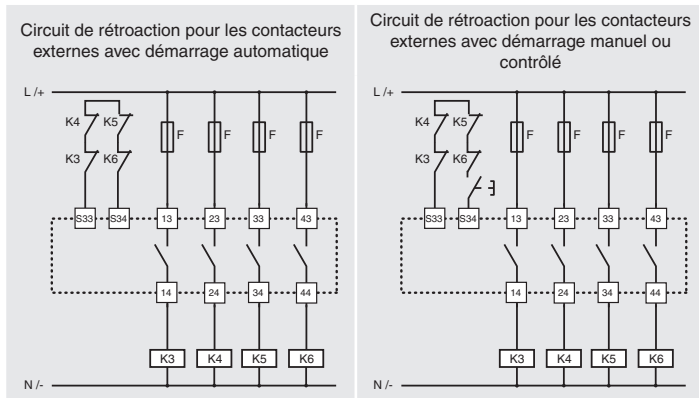 Circuit de rétroaction pour les contacteurs
externes avec démarrage automatique
L /+
K4 K5 F F F F
K3 K6
S33 S34 13 23 33 43
14 24 34 44
K3 K4 K5 K6
N /-
Circuit de rétroaction pour les contacteurs
externes avec démarrage manuel ou
contrôlé
L /+
K4 K5 F F F F
K3 K6
S33 S34 13 23 33 43
14 24 34 44
K3 K4 K5 K6
N /-